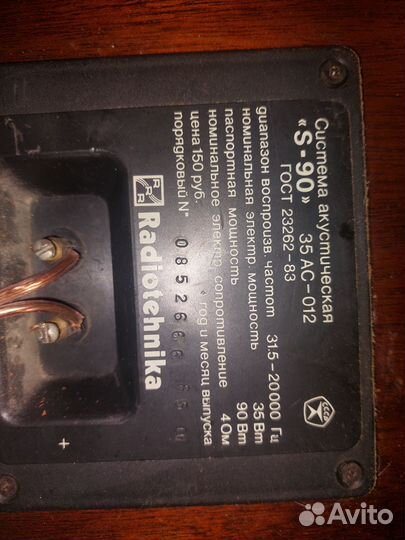 Система акустическая
«S-90» 35 АС-012
ГОСТ 23262-83
диапазон воспроизв. частот 31.5-20000 Гц
номинальная электр. мощность 35 Вт
паспортная мощность 90 Вт
номинальное электр. сопротивление 4 Ом
цена 150 руб. * год и месяц выпуска
порядковый N°
Radiotehnika
СССР
+
Avito